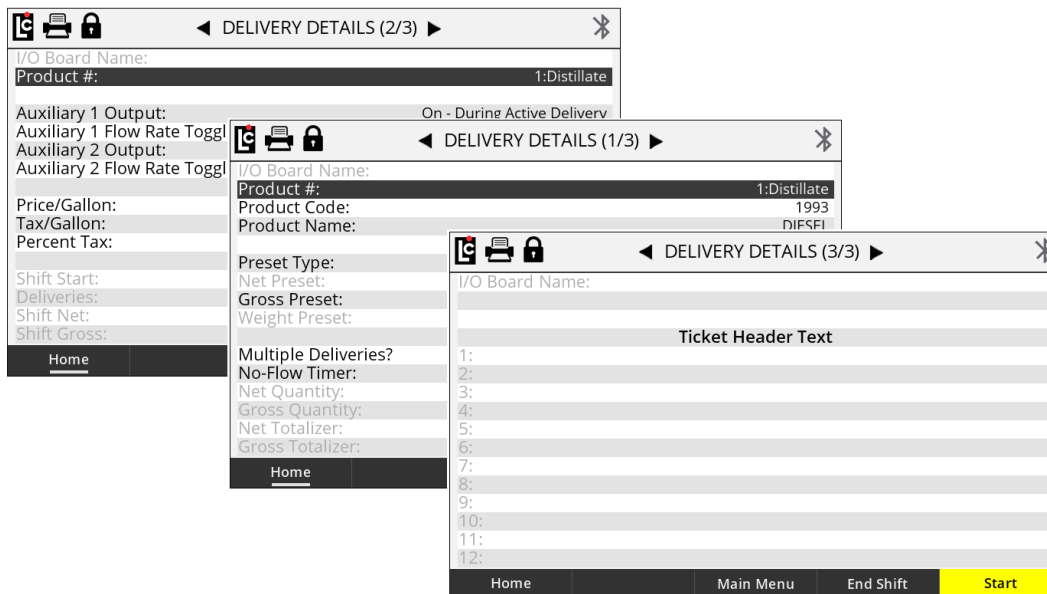 LC DELIVERY DETAILS (2/3)
I/O Board Name:
Product #: 1:Distillate
Auxiliary 1 Output: On - During Active Delivery
Auxiliary 1 Flow Rate Toggl
Auxiliary 2 Output:
Auxiliary 2 Flow Rate Toggl
Price/Gallon:
Tax/Gallon:
Percent Tax:
Shift Start:
Deliveries:
Shift Net:
Shift Gross:
Home
LC DELIVERY DETAILS (1/3)
I/O Board Name:
Product #: 1:Distillate
Product Code: 1993
Product Name: DIESEL
Preset Type:
Net Preset:
Gross Preset:
Weight Preset:
Multiple Deliveries?
No-Flow Timer:
Net Quantity:
Gross Quantity:
Net Totalizer:
Gross Totalizer:
Home
LC DELIVERY DETAILS (3/3)
I/O Board Name:
Ticket Header Text
1:
2:
3:
4:
5:
6:
7:
8:
9:
10:
11:
12:
Home Main Menu End Shift Start